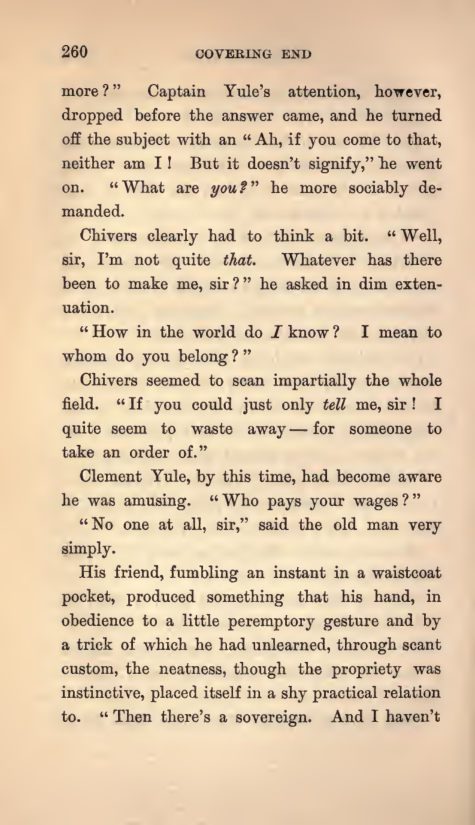 260 COVERING END
more?" Captain Yule's attention, however,
dropped before the answer came, and he turned
off the subject with an "Ah, if you come to that,
neither am I! But it doesn't signify," he went
on. "What are you?" he more sociably de-
manded.
Chivers clearly had to think a bit. "Well,
sir, I'm not quite that. Whatever has there
been to make me, sir?" he asked in dim exten-
uation.
"How in the world do I know? I mean to
whom do you belong?"
Chivers seemed to scan impartially the whole
field. "If you could just only tell me, sir! I
quite seem to waste away — for someone to
take an order of."
Clement Yule, by this time, had become aware
he was amusing. "Who pays your wages?"
"No one at all, sir," said the old man very
simply.
His friend, fumbling an instant in a waistcoat
pocket, produced something that his hand, in
obedience to a little peremptory gesture and by
a trick of which he had unlearned, through scant
custom, the neatness, though the propriety was
instinctive, placed itself in a shy practical relation
to. "Then there's a sovereign. And I haven't